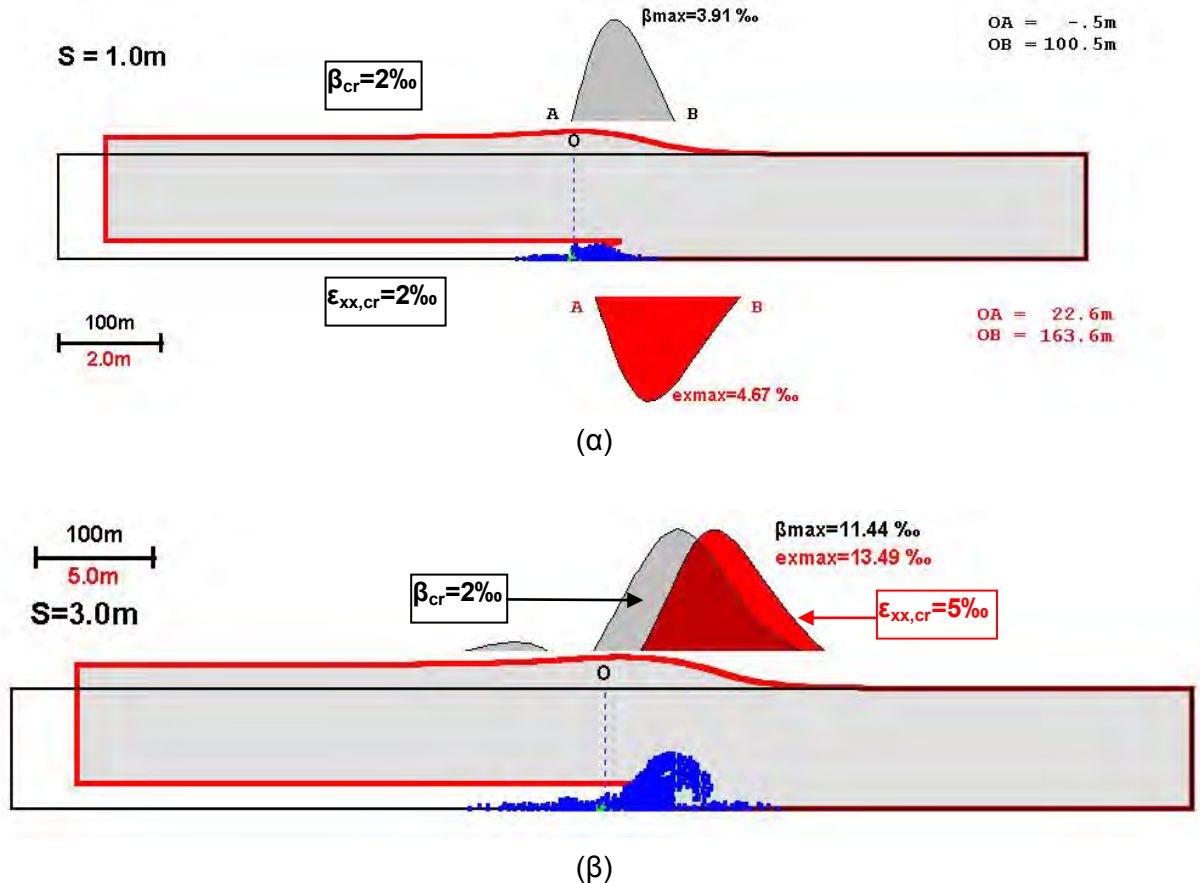 βmax=3.91 ‰
OA = -.5m
OB = 100.5m
S = 1.0m
βcr=2‰
A B
O
εxx,cr=2‰
A B
100m
2.0m
OA = 22.6m
OB = 163.6m
exmax=4.67 ‰
(α)
100m
5.0m
S=3.0m
βmax=11.44 ‰
exmax=13.49 ‰
βcr=2‰
εxx,cr=5‰
O
(β)